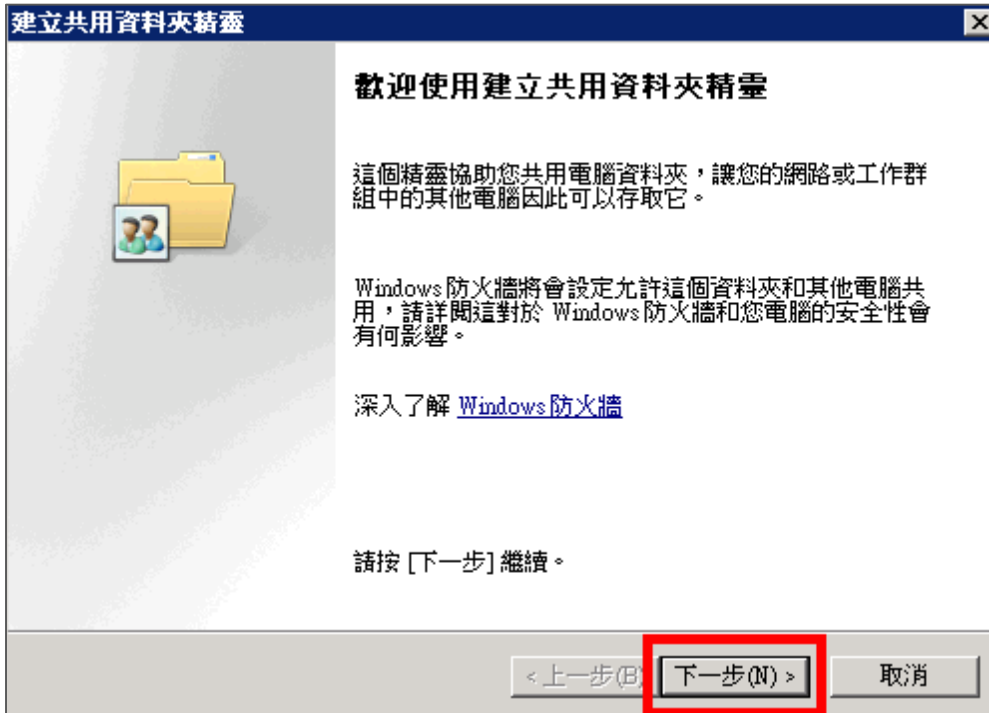 建立共用資料夾精靈
歡迎使用建立共用資料夾精靈
這個精靈協助您共用電腦資料夾，讓您的網路或工作群
組中的其他電腦因此可以存取它。
Windows 防火牆將會設定允許這個資料夾和其他電腦共
用，請詳閱這對於 Windows 防火牆和您電腦的安全性會
有何影響。
深入了解 Windows 防火牆
請按 [下一步] 繼續。
< 上一步(B)
下一步(N) >
取消